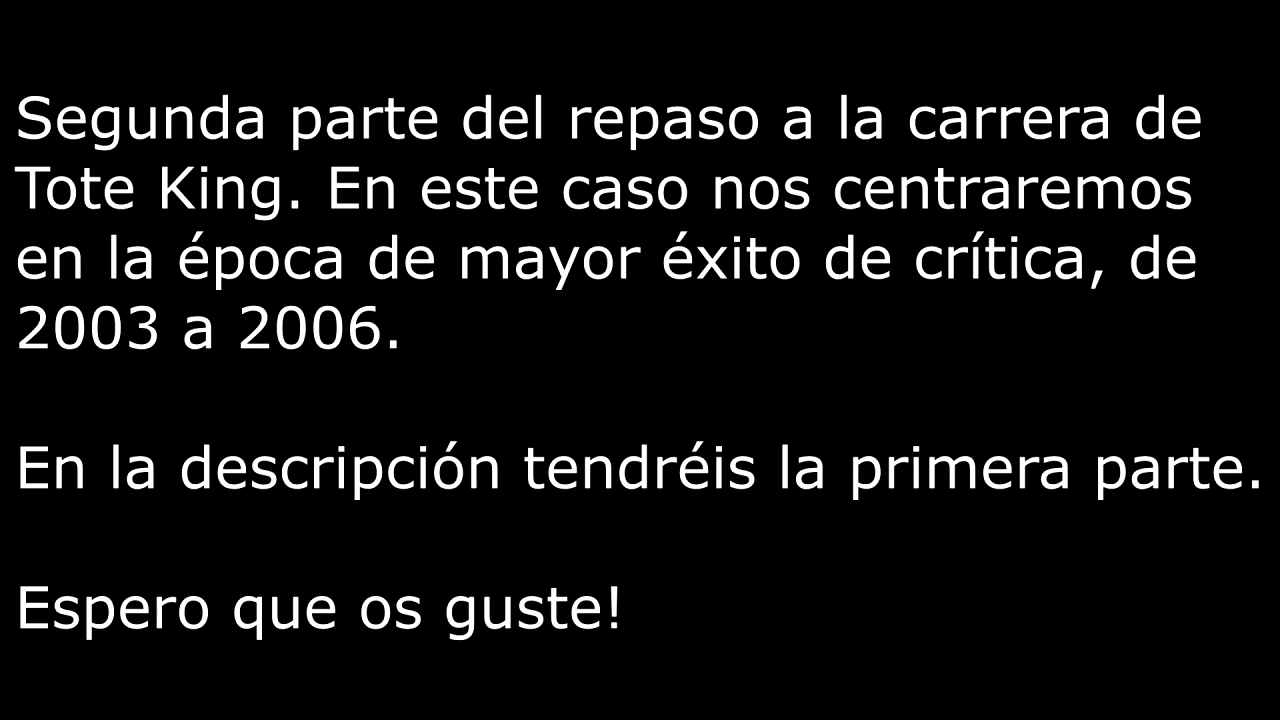 Segunda parte del repaso a la carrera de
Tote King. En este caso nos centraremos
en la época de mayor éxito de crítica, de
2003 a 2006.
En la descripción tendréis la primera parte.
Espero que os guste!